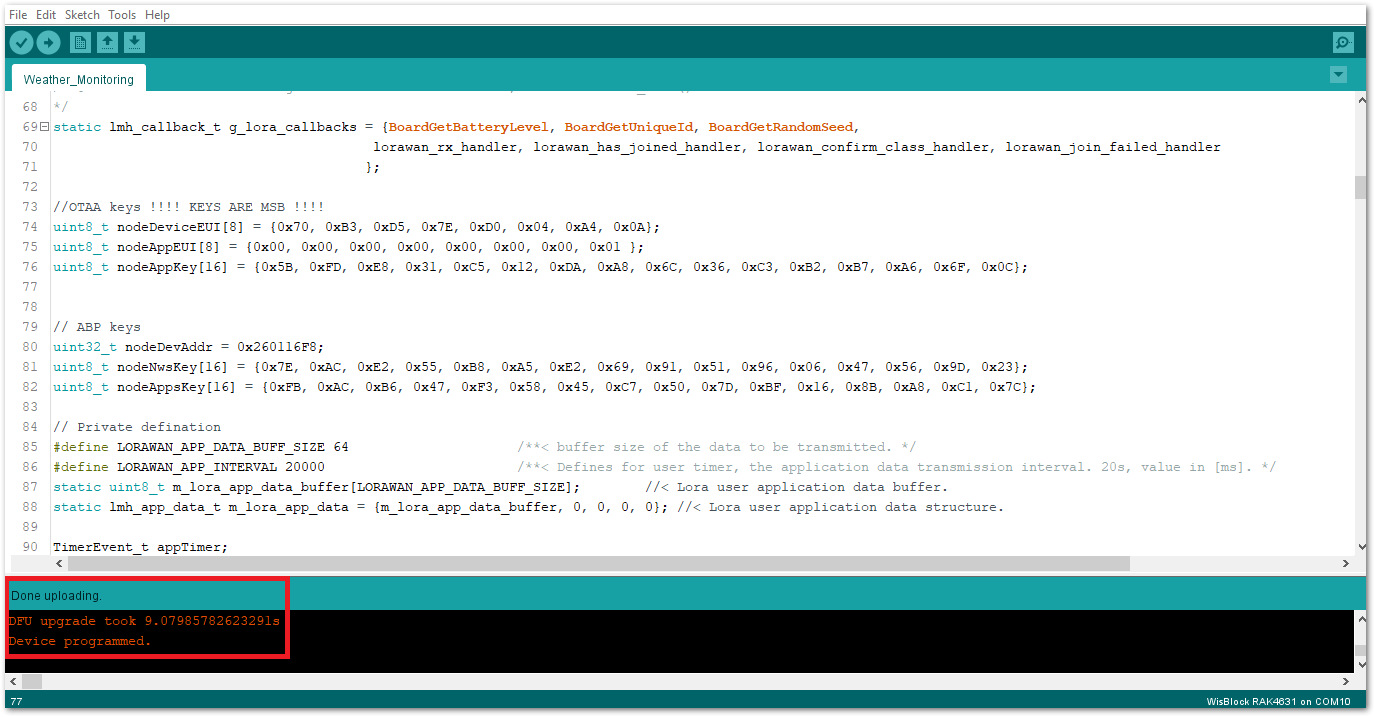 File Edit Sketch Tools Help
Weather_Monitoring
68 */
69 static lmh_callback_t g_lora_callbacks = {BoardGetBatteryLevel, BoardGetUniqueId, BoardGetRandomSeed,
70 lorawan_rx_handler, lorawan_has_joined_handler, lorawan_confirm_class_handler, lorawan_join_failed_handler
71 };
72
73 //OTAA keys !!!! KEYS ARE MSB !!!!
74 uint8_t nodeDeviceEUI[8] = {0x70, 0xB3, 0xD5, 0x7E, 0xD0, 0x04, 0xA4, 0x0A};
75 uint8_t nodeAppEUI[8] = {0x00, 0x00, 0x00, 0x00, 0x00, 0x00, 0x00, 0x01 };
76 uint8_t nodeAppKey[16] = {0x5B, 0xFD, 0xE8, 0x31, 0xC5, 0x12, 0xDA, 0xA8, 0x6C, 0x36, 0xC3, 0xB2, 0xB7, 0xA6, 0x6F, 0x0C};
77
78
79 // ABP keys
80 uint32_t nodeDevAddr = 0x260116F8;
81 uint8_t nodeNwsKey[16] = {0x7E, 0xAC, 0xE2, 0x55, 0xB8, 0xA5, 0xE2, 0x69, 0x91, 0x51, 0x96, 0x06, 0x47, 0x56, 0x9D, 0x23};
82 uint8_t nodeAppsKey[16] = {0xFB, 0xAC, 0xB6, 0x47, 0xF3, 0x58, 0x45, 0xC7, 0x50, 0x7D, 0xBF, 0x16, 0x8B, 0xA8, 0xC1, 0x7C};
83
84 // Private defination
85 #define LORAWAN_APP_DATA_BUFF_SIZE 64 /**< buffer size of the data to be transmitted. */
86 #define LORAWAN_APP_INTERVAL 20000 /**< Defines for user timer, the application data transmission interval. 20s, value in [ms]. */
87 static uint8_t m_lora_app_data_buffer[LORAWAN_APP_DATA_BUFF_SIZE]; //< Lora user application data buffer.
88 static lmh_app_data_t m_lora_app_data = {m_lora_app_data_buffer, 0, 0, 0, 0}; //< Lora user application data structure.
89
90 TimerEvent_t appTimer;
Done uploading.
DFU upgrade took 9.07985782623291s
Device programmed.
77 WisBlock RAK4631 on COM10